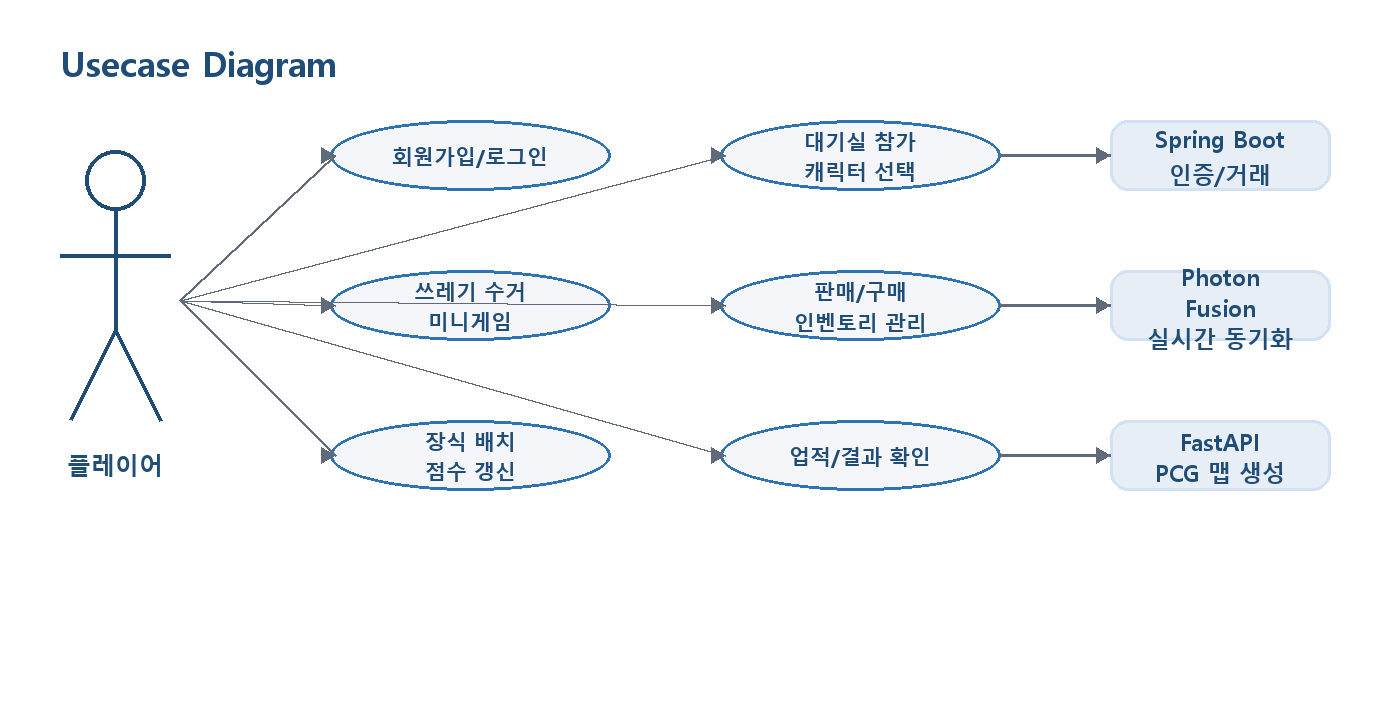 Usecase Diagram
회원가입/로그인
대기실 참가
캐릭터 선택
Spring Boot
인증/거래
쓰레기 수거
미니게임
판매/구매
인벤토리 관리
Photon
Fusion
실시간 동기화
장식 배치
점수 갱신
업적/결과 확인
FastAPI
PCG 맵 생성
플레이어